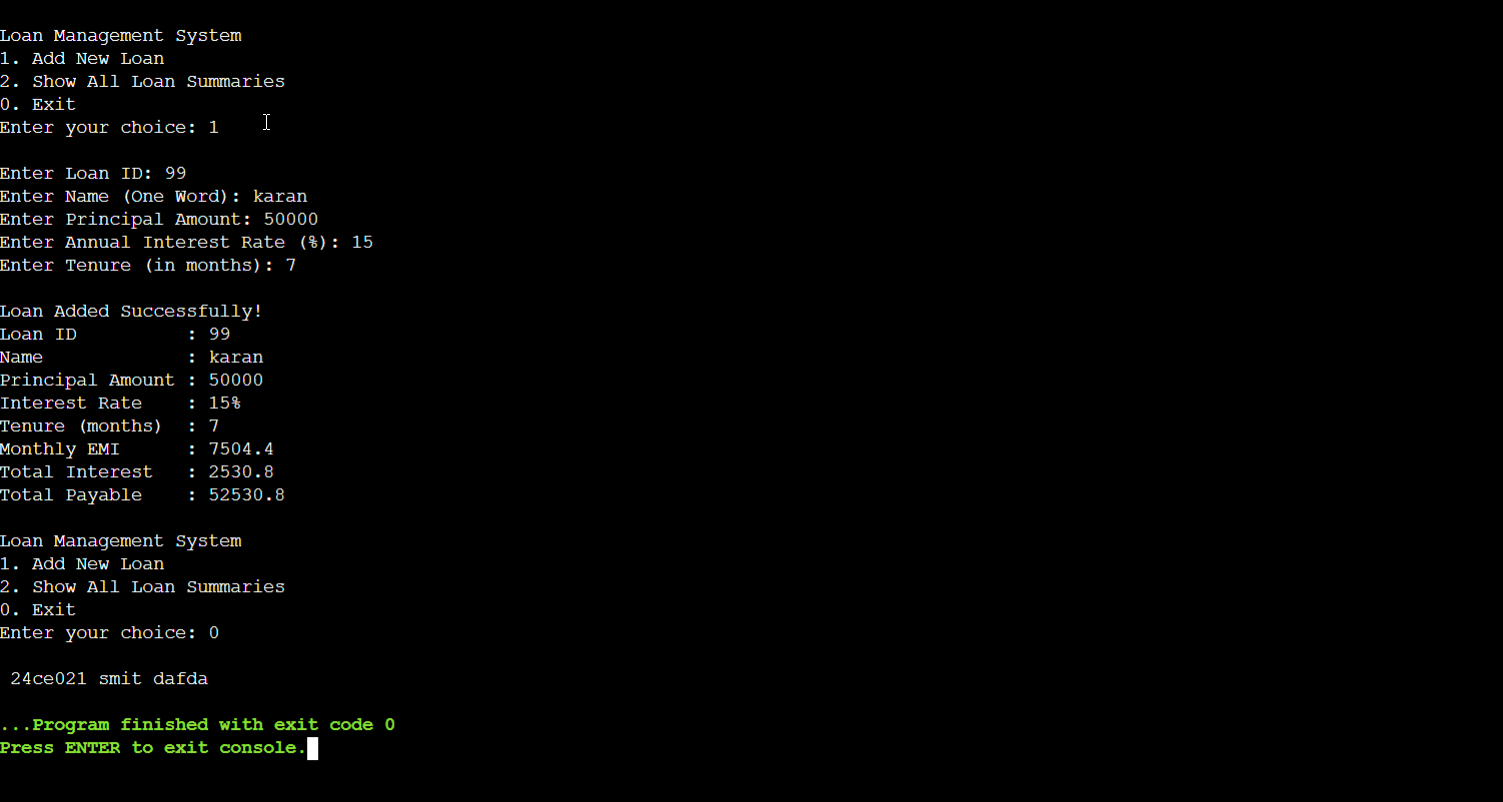 Loan Management System
1. Add New Loan
2. Show All Loan Summaries
0. Exit
Enter your choice: 1
Enter Loan ID: 99
Enter Name (One Word): karan
Enter Principal Amount: 50000
Enter Annual Interest Rate (%): 15
Enter Tenure (in months): 7
Loan Added Successfully!
Loan ID          : 99
Name             : karan
Principal Amount : 50000
Interest Rate    : 15%
Tenure (months)  : 7
Monthly EMI      : 7504.4
Total Interest   : 2530.8
Total Payable    : 52530.8
Loan Management System
1. Add New Loan
2. Show All Loan Summaries
0. Exit
Enter your choice: 0
24ce021 smit dafda
...Program finished with exit code 0
Press ENTER to exit console.